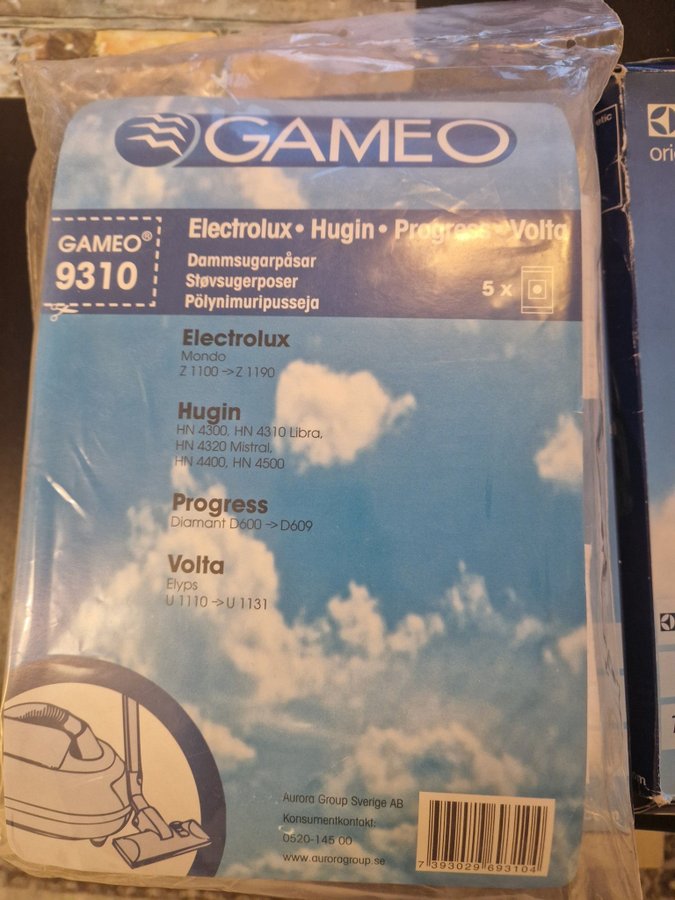 GAMEO
GAMEO®
9310
Electrolux • Hugin • Progress • Volta
Dammsugarpåsar
Støvsugerposer
Pölynimuripusseja
5 x
Electrolux
Mondo
Z 1100 -> Z 1190
Hugin
HN 4300, HN 4310 Libra,
HN 4320 Mistral,
HN 4400, HN 4500
Progress
Diamant D600 -> D609
Volta
Elyps
U 1110 -> U 1131
Aurora Group Sverige AB
Konsumentkontakt:
0520-145 00
www.auroragroup.se
7 393029 693104